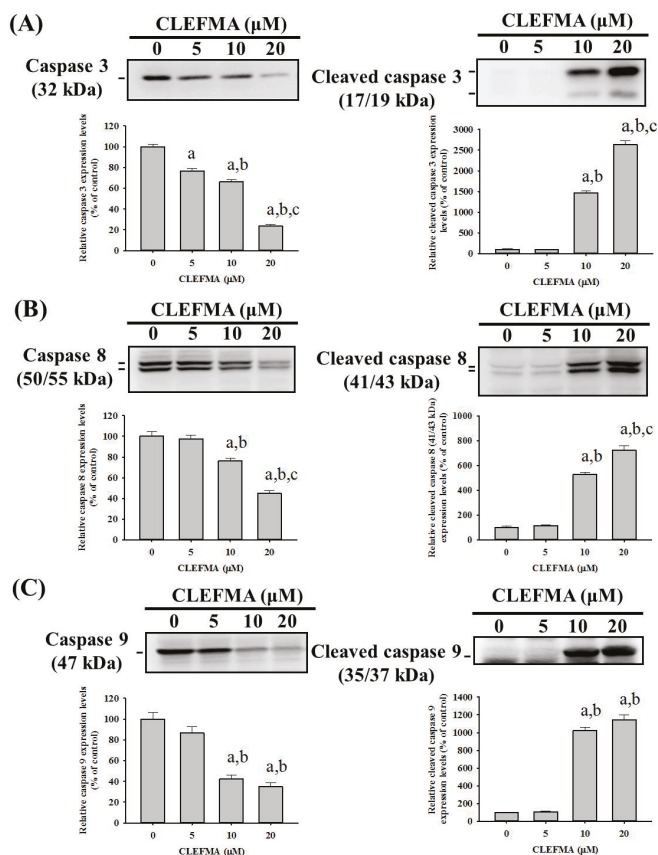 (A)
CLEFMA (µM)
0 5 10 20
Caspase 3
(32 kDa)
Relative caspase 3 expression levels
(% of control)
120
100
80
60
40
20
0
a
a,b
a,b,c
0 5 10 20
CLEFMA (µM)
CLEFMA (µM)
0 5 10 20
Cleaved caspase 3
(17/19 kDa)
Relative cleaved caspase 3 expression
levels (% of control)
3000
2500
2000
1500
1000
500
0
a,b
a,b,c
0 5 10 20
CLEFMA (µM)
(B)
CLEFMA (µM)
0 5 10 20
Caspase 8
(50/55 kDa)
Relative caspase 8 expression levels
(% of control)
120
100
80
60
40
20
0
a,b
a,b,c
0 5 10 20
CLEFMA (µM)
CLEFMA (µM)
0 5 10 20
Cleaved caspase 8
(41/43 kDa)
Relative cleaved caspase 8 (41/43 kDa)
expression levels (% of control)
1000
800
600
400
200
0
a,b
a,b,c
0 5 10 20
CLEFMA (µM)
(C)
CLEFMA (µM)
0 5 10 20
Caspase 9
(47 kDa)
Relative caspase 9 expression levels
(% of control)
120
100
80
60
40
20
0
a,b
a,b
0 5 10 20
CLEFMA (µM)
CLEFMA (µM)
0 5 10 20
Cleaved caspase 9
(35/37 kDa)
Relative cleaved caspase 9
expression levels (% of control)
1400
1200
1000
800
600
400
200
0
a,b
a,b
0 5 10 20
CLEFMA (µM)